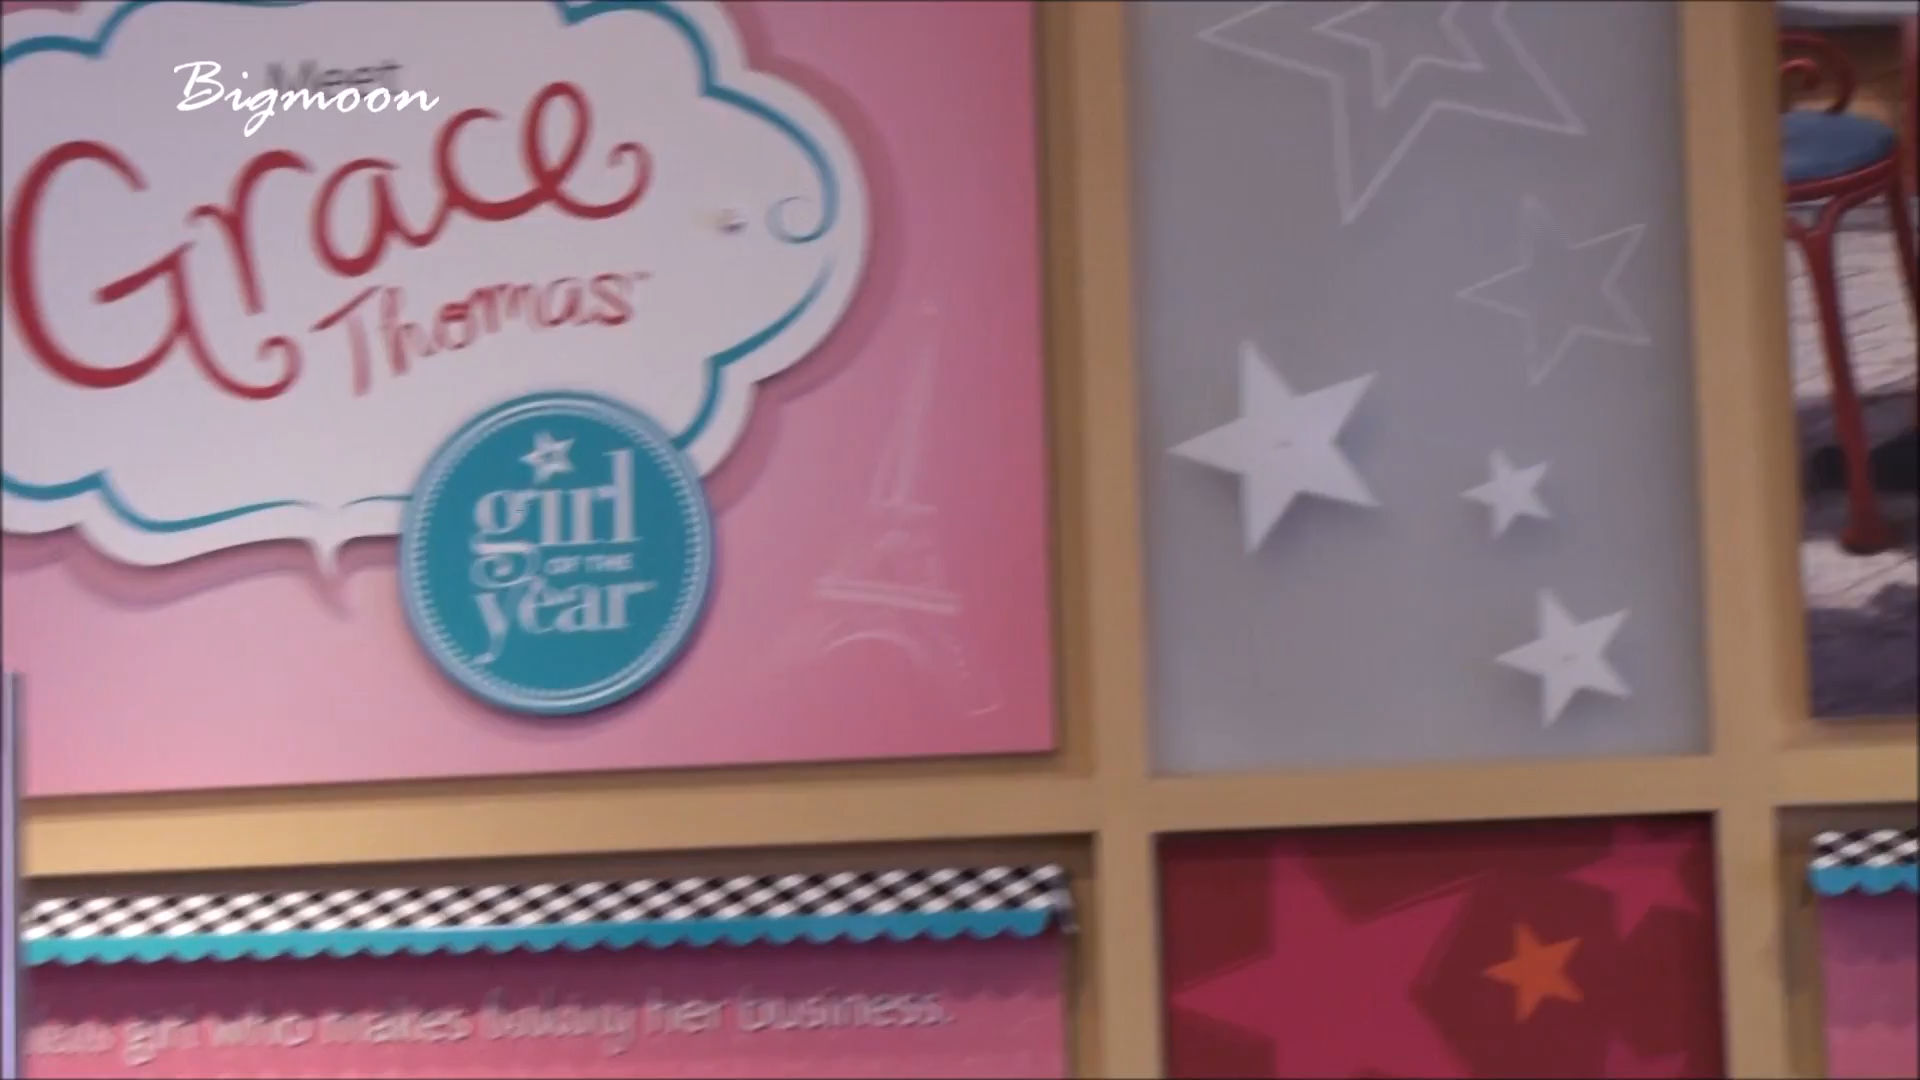 Meet
Bigmoon
Grace
Thomas
girl
OF THE
year
girl who makes baking her business.